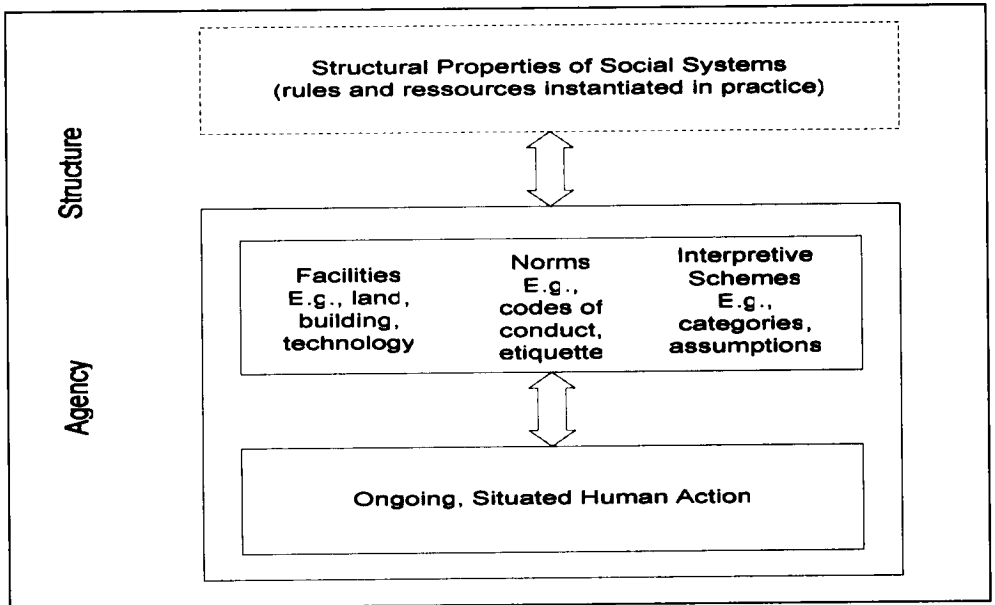 Structural Properties of Social Systems
(rules and ressources instantiated in practice)
Structure
Facilities
E.g., land,
building,
technology
Norms
E.g.,
codes of
conduct,
etiquette
Interpretive
Schemes
E.g.,
categories,
assumptions
Agency
Ongoing, Situated Human Action